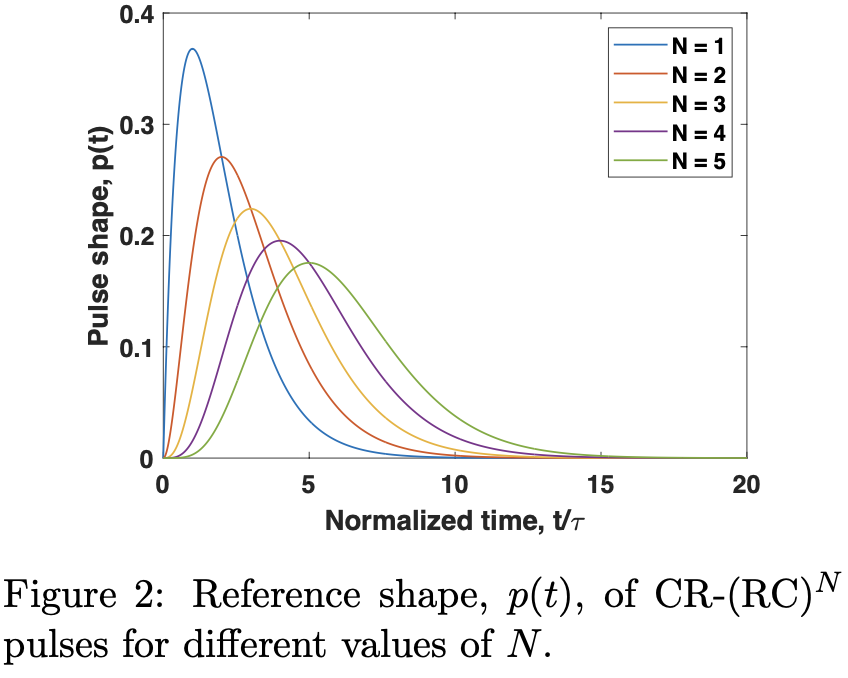 0.4
0.3
0.2
0.1
0
Pulse shape, p(t)
N = 1
N = 2
N = 3
N = 4
N = 5
0
5
10
15
20
Normalized time, t/τ
Figure 2: Reference shape, p(t), of CR-(RC)^N
pulses for different values of N.